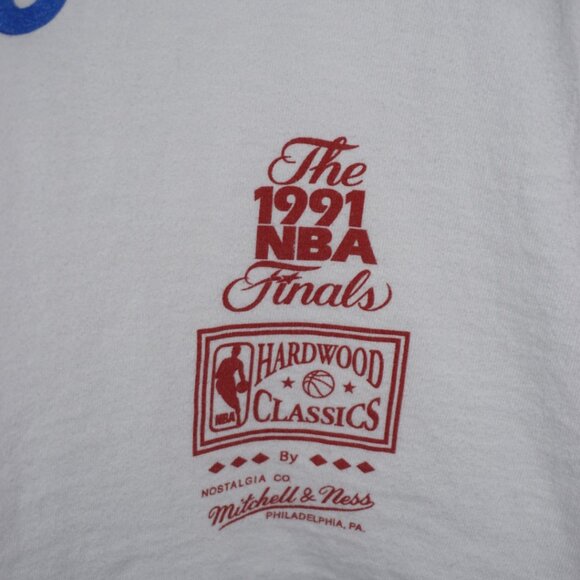 The
1991
NBA
Finals
NBA
HARDWOOD
CLASSICS
By
NOSTALGIA CO.
Mitchell & Ness
PHILADELPHIA, PA.